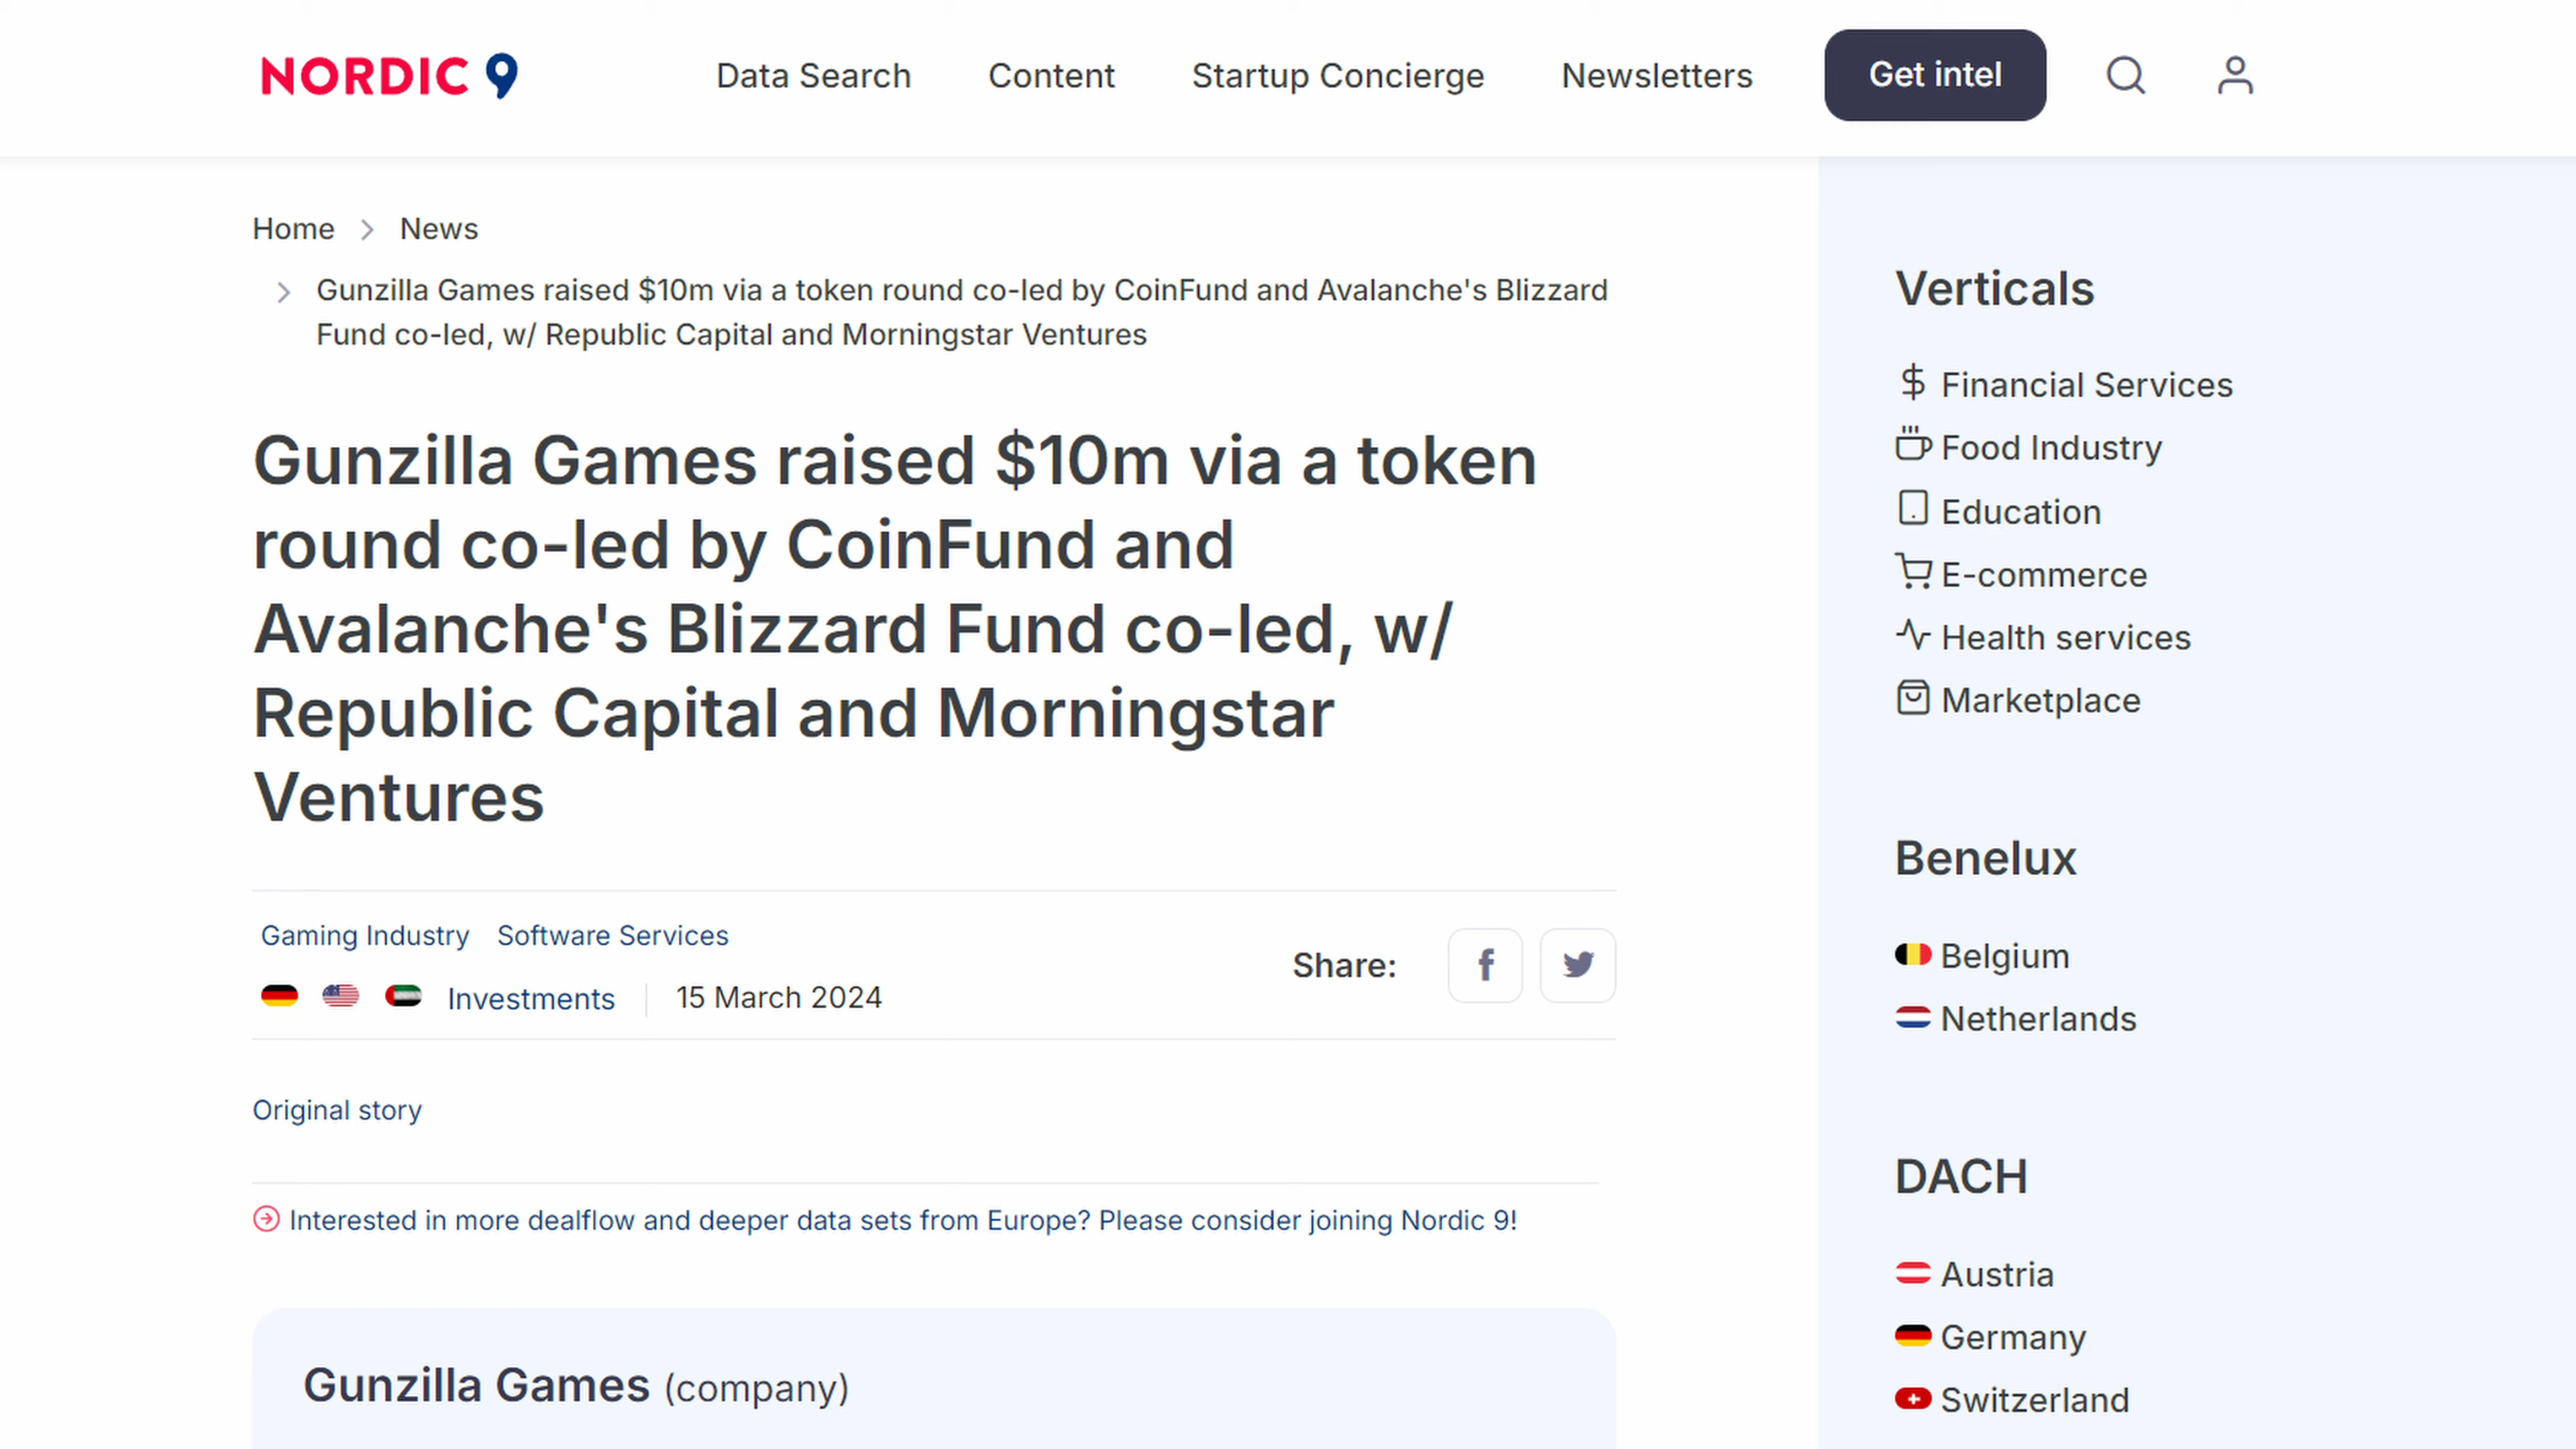 NORDIC 9
Data Search
Content
Startup Concierge
Newsletters
Get intel
Home
News
Gunzilla Games raised $10m via a token round co-led by CoinFund and Avalanche's Blizzard
Fund co-led, w/ Republic Capital and Morningstar Ventures
Gunzilla Games raised $10m via a token
round co-led by CoinFund and
Avalanche's Blizzard Fund co-led, w/
Republic Capital and Morningstar
Ventures
Gaming Industry
Software Services
Investments
15 March 2024
Share:
Original story
Interested in more dealflow and deeper data sets from Europe? Please consider joining Nordic 9!
Gunzilla Games (company)
Verticals
Financial Services
Food Industry
Education
E-commerce
Health services
Marketplace
Benelux
Belgium
Netherlands
DACH
Austria
Germany
Switzerland